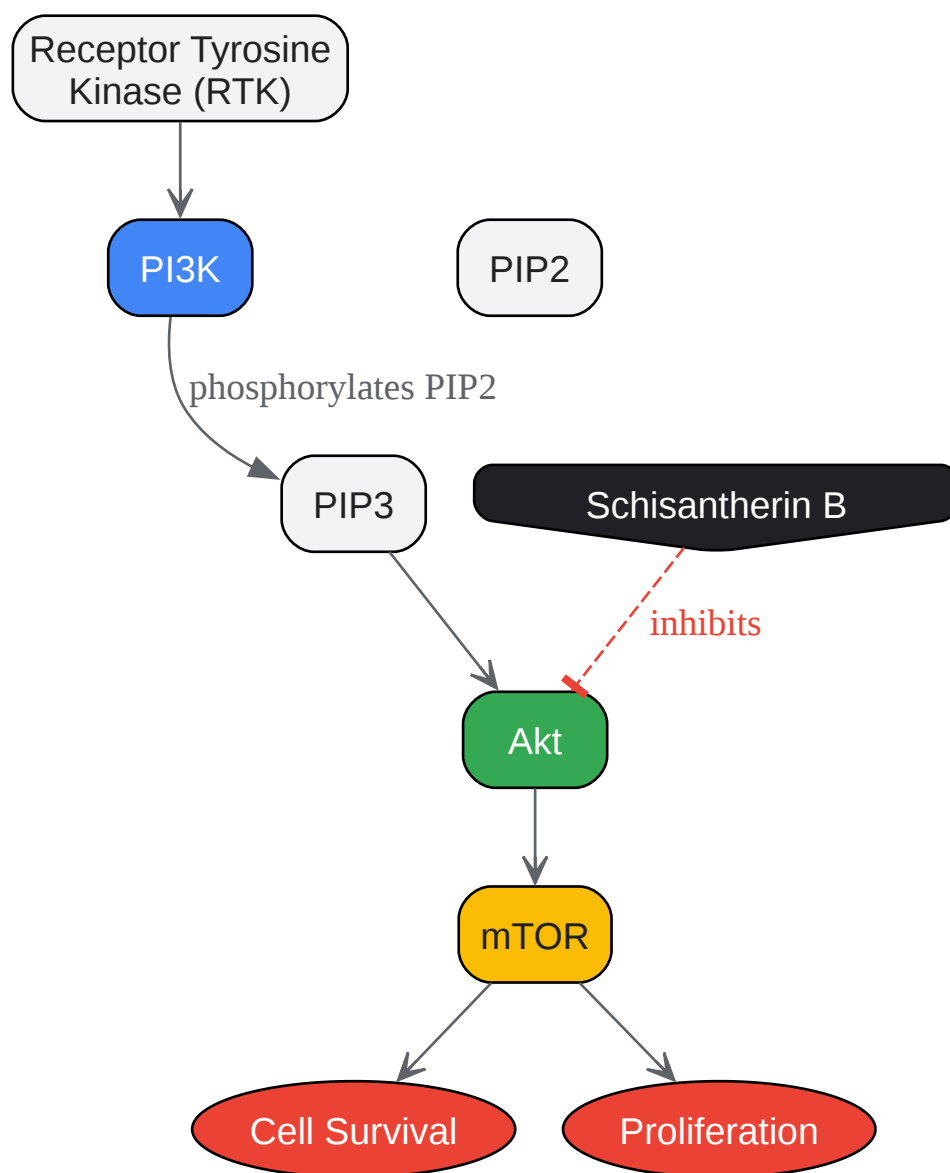 Receptor Tyrosine
Kinase (RTK)
PI3K
PIP2
phosphorylates PIP2
PIP3
Schisantherin B
inhibits
Akt
mTOR
Cell Survival
Proliferation